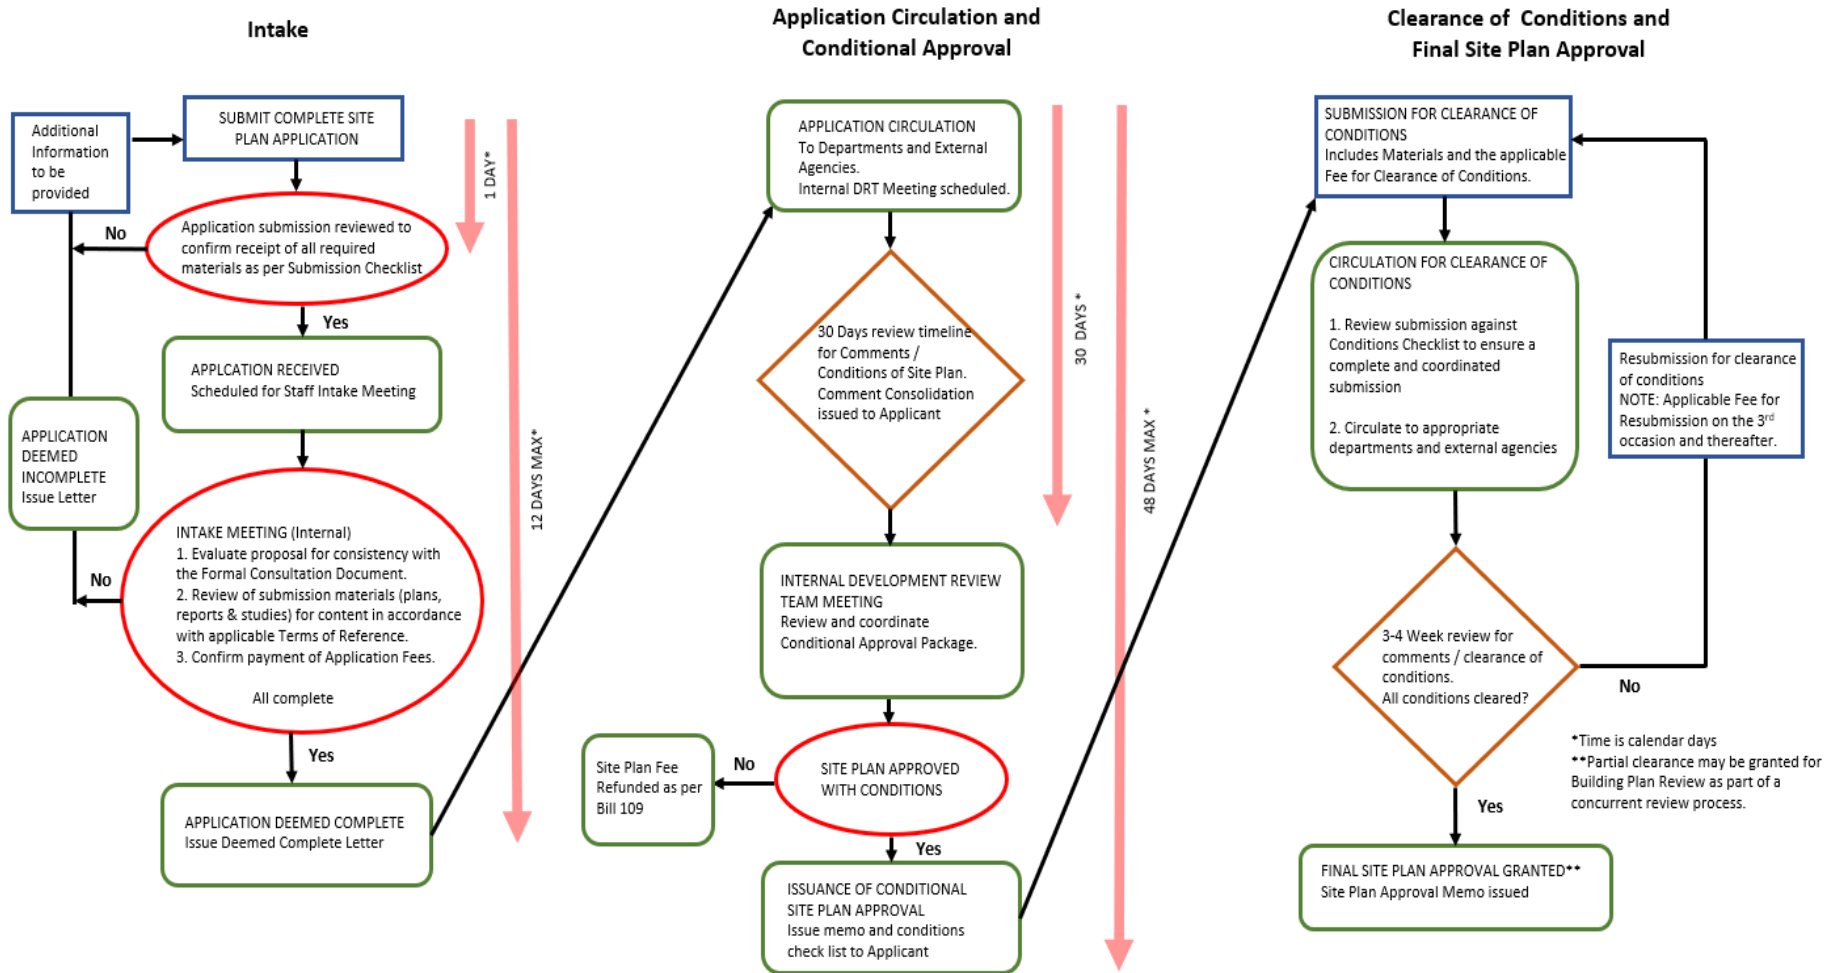 Intake
Additional
Information
to be
provided
SUBMIT COMPLETE SITE
PLAN APPLICATION
1 DAY*
Application submission reviewed to
confirm receipt of all required
materials as per Submission Checklist
No
Yes
APPLCATION RECEIVED
Scheduled for Staff Intake Meeting
APPLICATION
DEEMED
INCOMPLETE
Issue Letter
12 DAYS MAX*
INTAKE MEETING (Internal)
1. Evaluate proposal for consistency with
the Formal Consultation Document.
2. Review of submission materials (plans,
reports & studies) for content in accordance
with applicable Terms of Reference.
3. Confirm payment of Application Fees.
All complete
No
Yes
APPLICATION DEEMED COMPLETE
Issue Deemed Complete Letter
Application Circulation and
Conditional Approval
APPLICATION CIRCULATION
To Departments and External
Agencies.
Internal DRT Meeting scheduled.
30 Days review timeline
for Comments /
Conditions of Site Plan.
Comment Consolidation
issued to Applicant
30 DAYS *
48 DAYS MAX *
INTERNAL DEVELOPMENT REVIEW
TEAM MEETING
Review and coordinate
Conditional Approval Package.
SITE PLAN APPROVED
WITH CONDITIONS
No
Site Plan Fee
Refunded as per
Bill 109
Yes
ISSUANCE OF CONDITIONAL
SITE PLAN APPROVAL
Issue memo and conditions
check list to Applicant
Clearance of Conditions and
Final Site Plan Approval
SUBMISSION FOR CLEARANCE OF
CONDITIONS
Includes Materials and the applicable
Fee for Clearance of Conditions.
CIRCULATION FOR CLEARANCE OF
CONDITIONS
1. Review submission against
Conditions Checklist to ensure a
complete and coordinated
submission
2. Circulate to appropriate
departments and external agencies
Resubmission for clearance
of conditions
NOTE: Applicable Fee for
Resubmission on the 3rd
occasion and thereafter.
3-4 Week review for
comments / clearance of
conditions.
All conditions cleared?
No
Yes
*Time is calendar days
**Partial clearance may be granted for
Building Plan Review as part of a
concurrent review process.
FINAL SITE PLAN APPROVAL GRANTED**
Site Plan Approval Memo issued